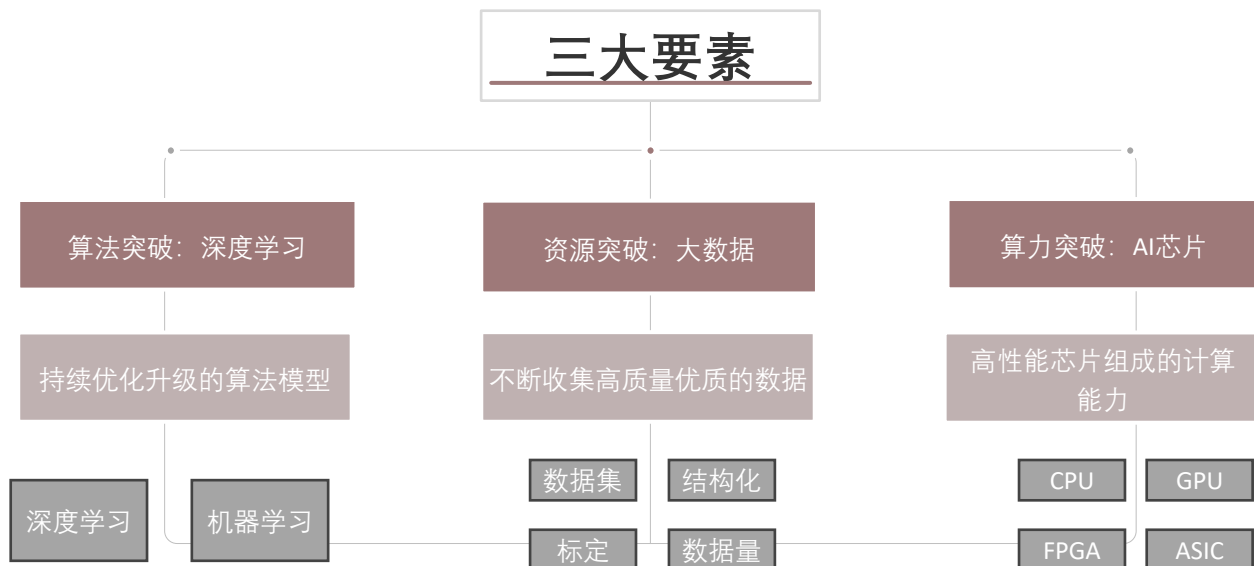 三大要素
算法突破：深度学习
资源突破：大数据
算力突破：AI芯片
持续优化升级的算法模型
不断收集高质量优质的数据
高性能芯片组成的计算
能力
深度学习
机器学习
数据集
结构化
标定
数据量
CPU
GPU
FPGA
ASIC